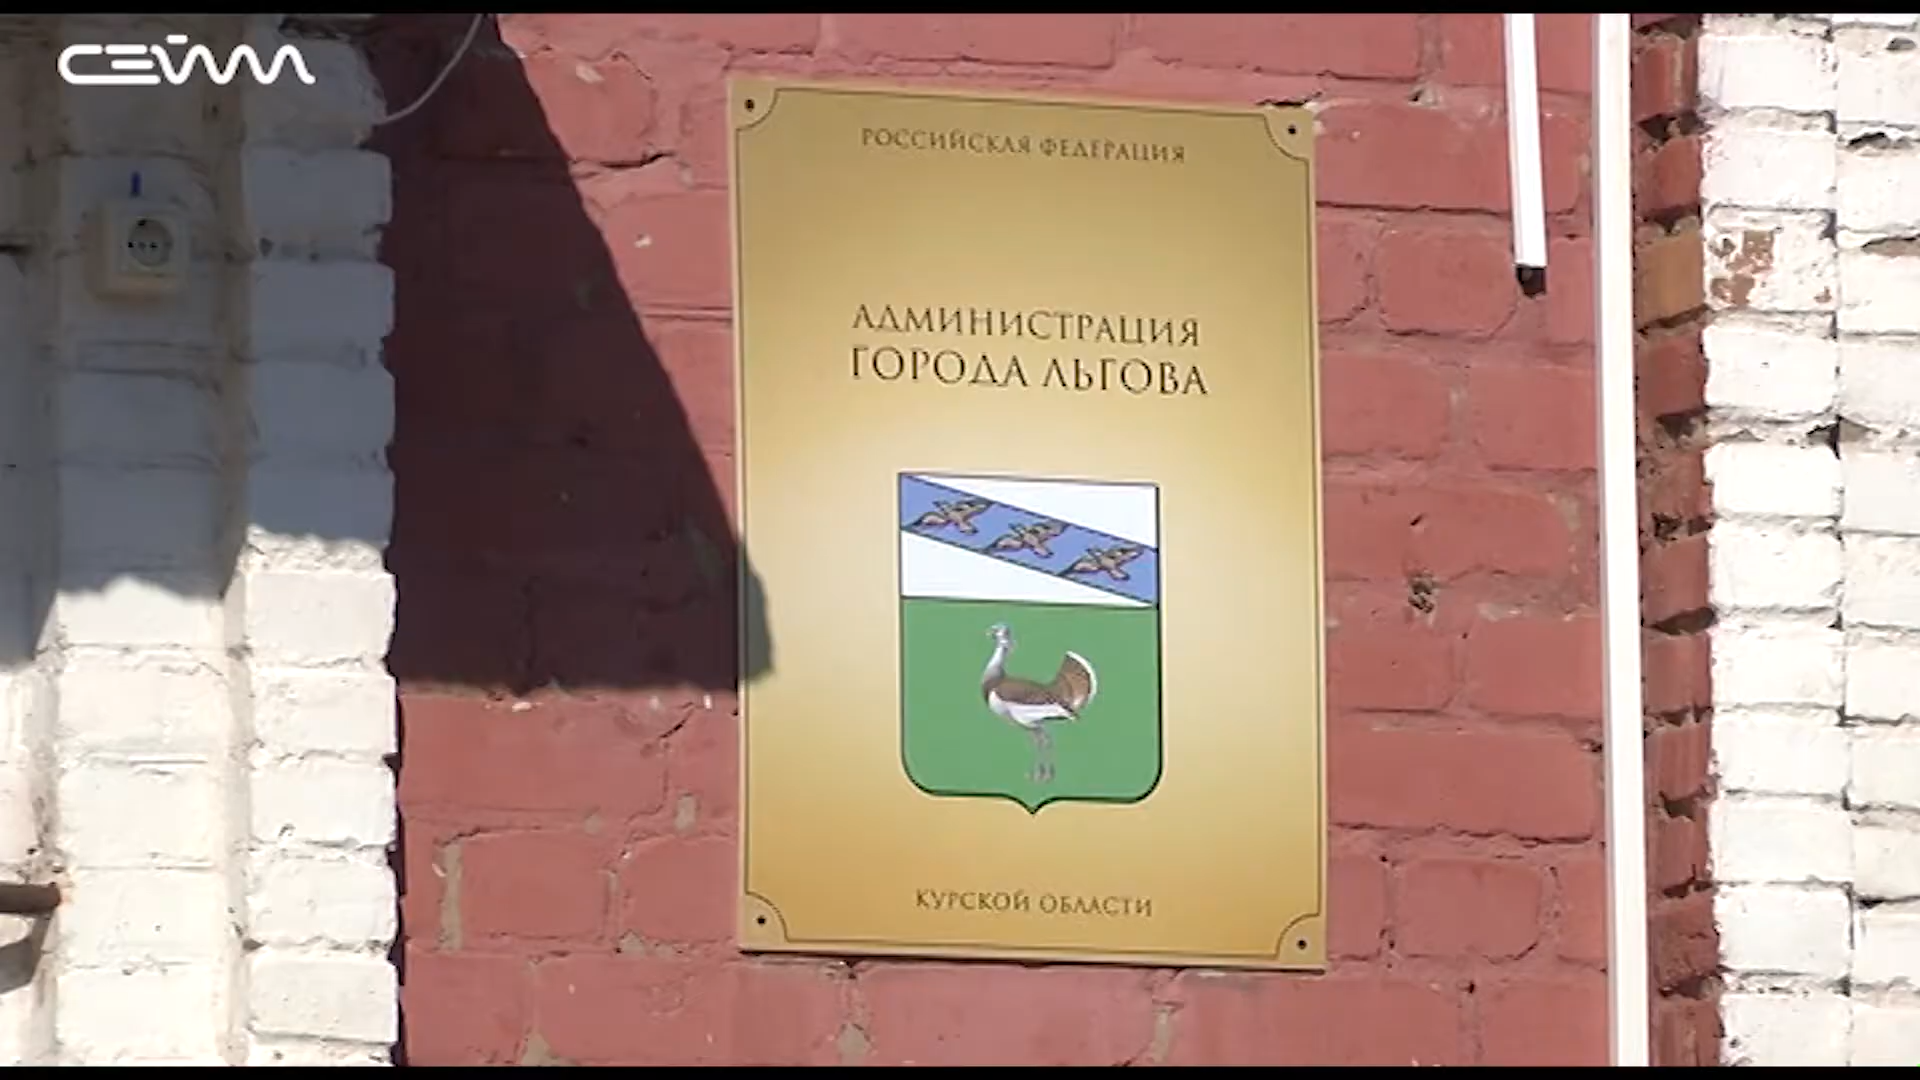 СЕЙМ
РОССИЙСКАЯ ФЕДЕРАЦИЯ
АДМИНИСТРАЦИЯ
ГОРОДА ЛЬГОВА
КУРСКОЙ ОБЛАСТИ